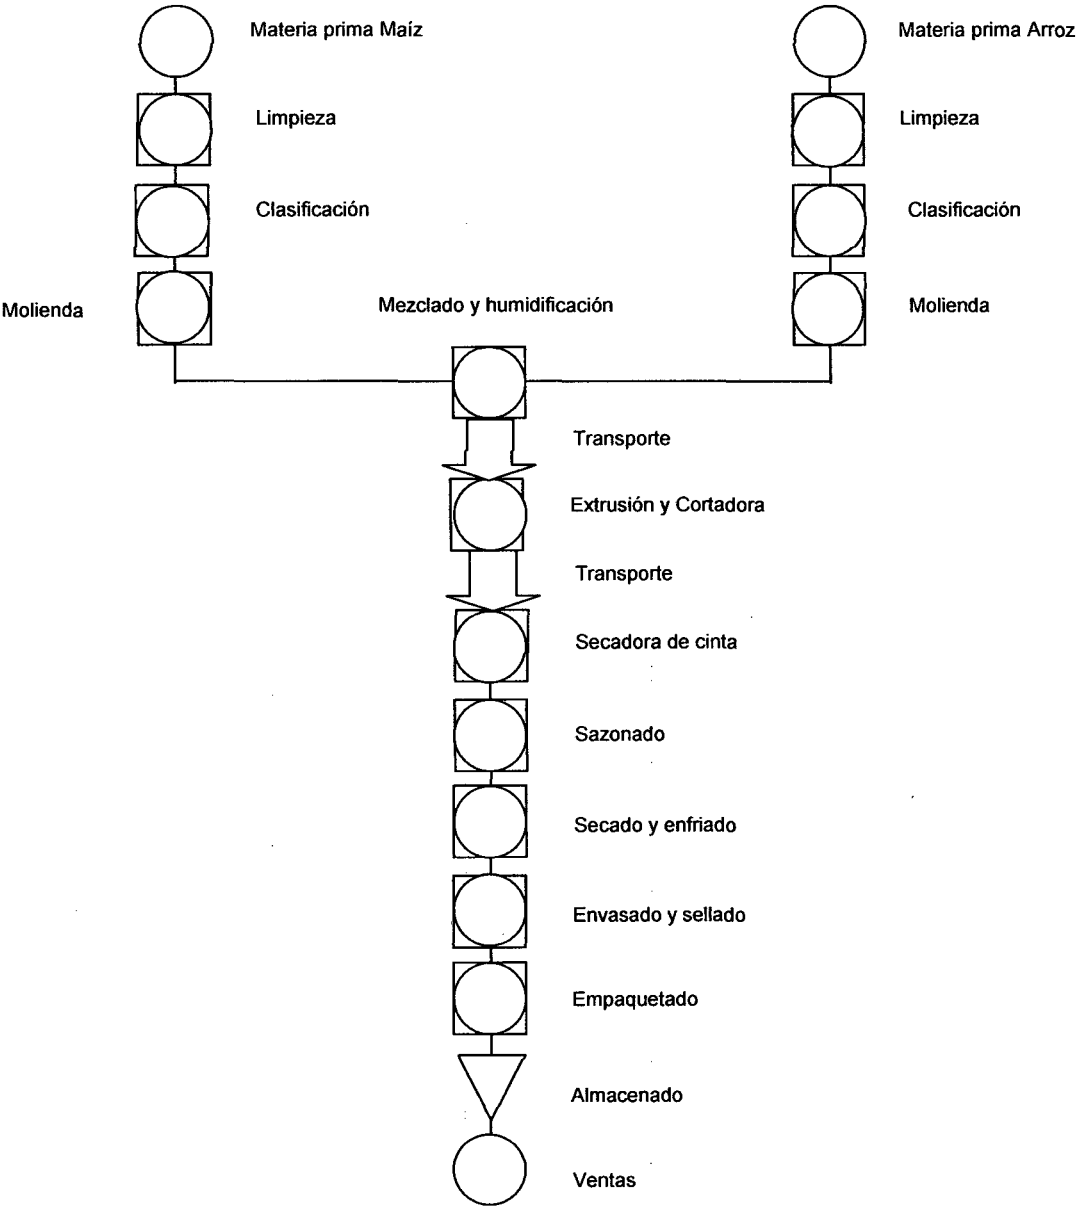 Materia prima Maíz
Materia prima Arroz
Limpieza
Limpieza
Clasificación
Clasificación
Molienda
Mezclado y humidificación
Molienda
Transporte
Extrusión y Cortadora
Transporte
Secadora de cinta
Sazonado
Secado y enfriado
Envasado y sellado
Empaquetado
Almacenado
Ventas